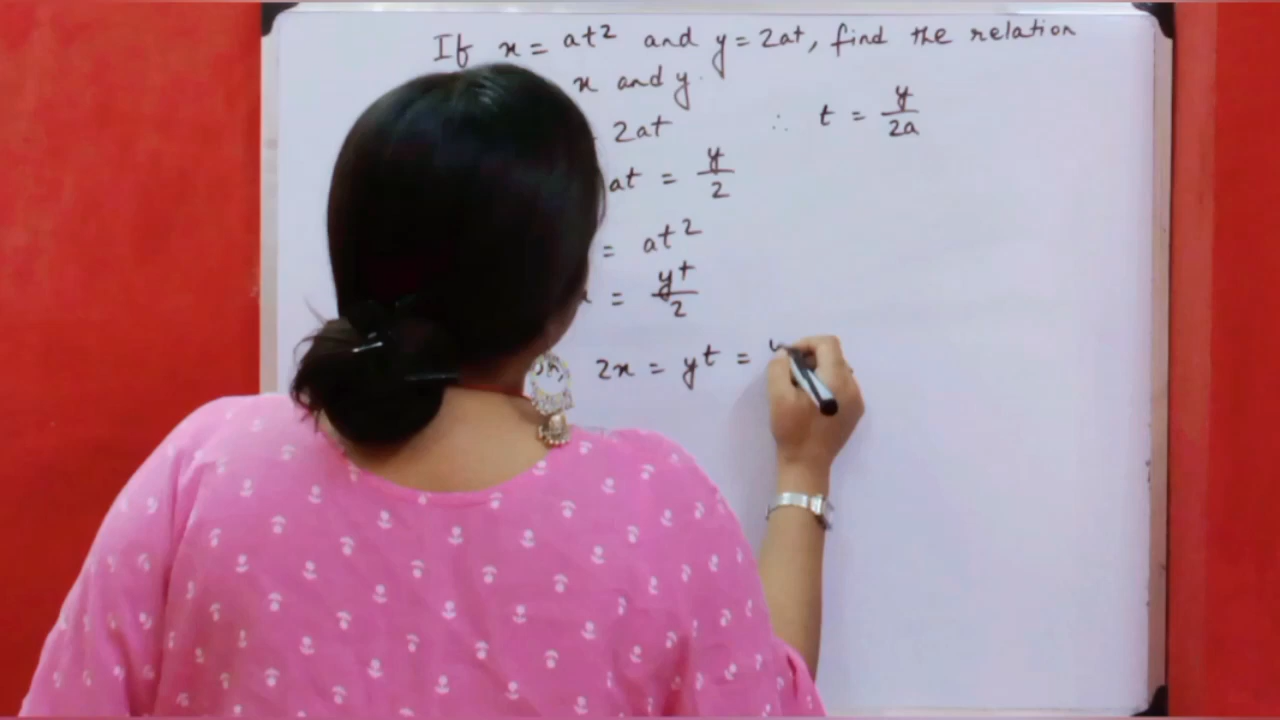 If x = at² and y = 2at, find the relation
x and y.
2at ∴ t = y/2a
at = y/2
= at²
= yt/2
2x = yt =